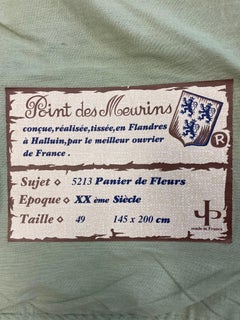 Point des Meurins
conçue,réalisée,tissée,en Flandres
à Halluin,par le meilleur ouvrier
de France .
®
Sujet ◇ 5213 Panier de Fleurs
Epoque ◇ XX ème Siècle
Taille ◇ 49 145 x 200 cm
JP
made in France